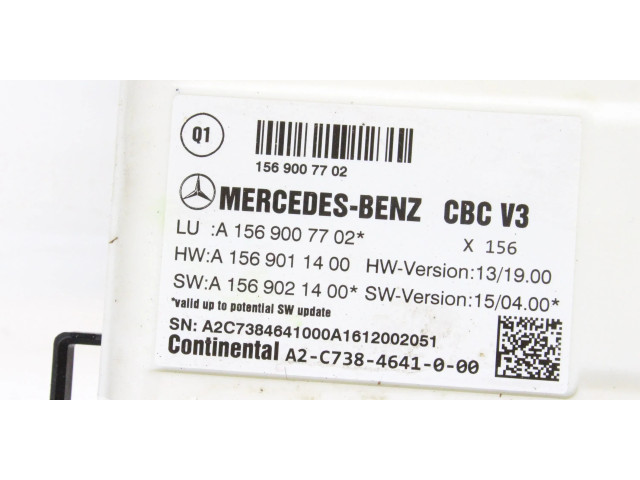 Q1
156 900 77 02
MERCEDES-BENZ CBC V3
LU :A 156 900 77 02* X 156
HW:A 156 901 14 00 HW-Version:13/19.00
SW:A 156 902 14 00* SW-Version:15/04.00*
*valid up to potential SW update
SN: A2C7384641000A1612002051
Continental A2-C738-4641-0-00